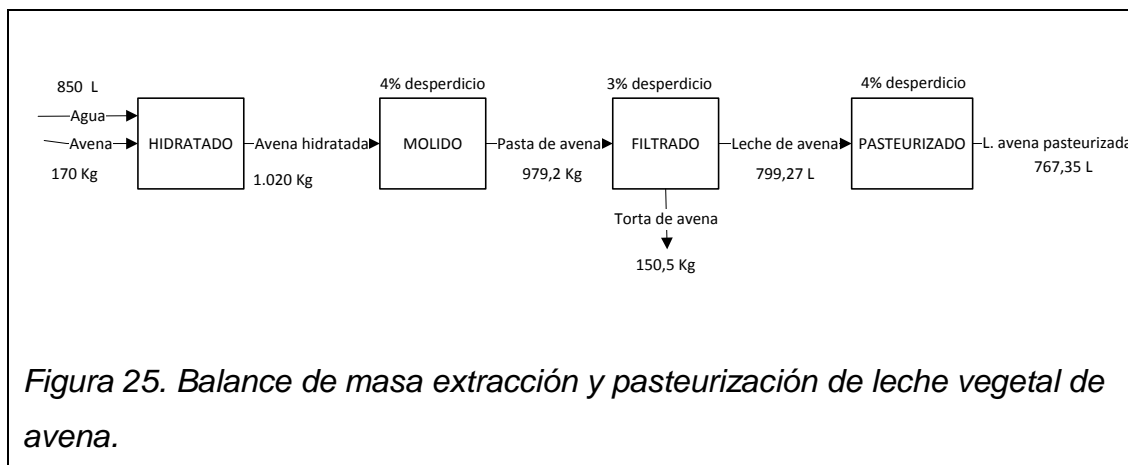 850 L
4% desperdicio
3% desperdicio
4% desperdicio
Agua
Avena
HIDRATADO
Avena hidratada
MOLIDO
Pasta de avena
FILTRADO
Leche de avena
PASTEURIZADO
L. avena pasteurizada
170 Kg
1.020 Kg
979,2 Kg
799,27 L
767,35 L
Torta de avena
150,5 Kg
Figura 25. Balance de masa extracción y pasteurización de leche vegetal de
avena.